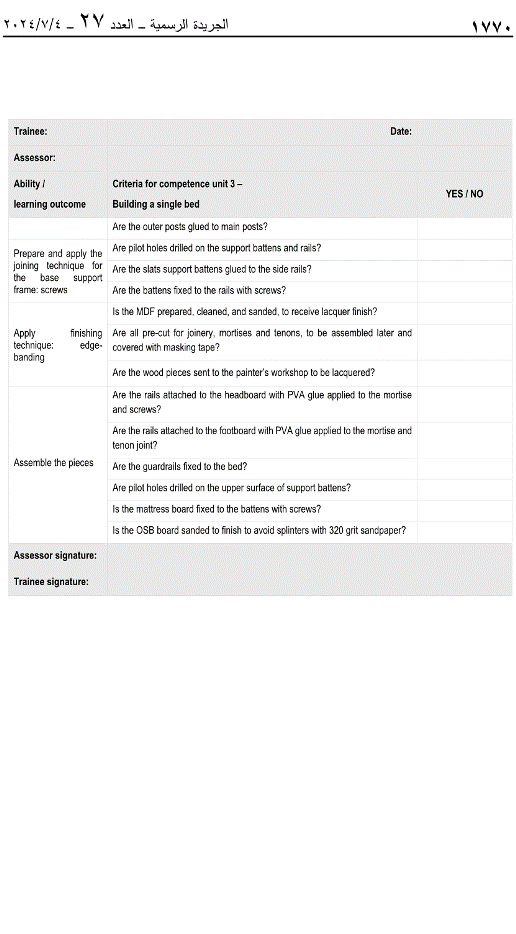 ١٧٧٠
الجريدة الرسمية ــ العدد ٢٧ ــ ٢٠٢٤/٧/٤
Trainee:
Date:
Assessor:
Ability /
learning outcome
Criteria for competence unit 3 –
Building a single bed
YES / NO
Are the outer posts glued to main posts?
Prepare and apply the
joining technique for
the base support
frame: screws
Are pilot holes drilled on the support battens and rails?
Are the slats support battens glued to the side rails?
Are the battens fixed to the rails with screws?
Apply finishing
technique: edge-
banding
Is the MDF prepared, cleaned, and sanded, to receive lacquer finish?
Are all pre-cut for joinery, mortises and tenons, to be assembled later and
covered with masking tape?
Are the wood pieces sent to the painter's workshop to be lacquered?
Assemble the pieces
Are the rails attached to the headboard with PVA glue applied to the mortise
and screws?
Are the rails attached to the footboard with PVA glue applied to the mortise and
tenon joint?
Are the guardrails fixed to the bed?
Are pilot holes drilled on the upper surface of support battens?
Is the mattress board fixed to the battens with screws?
Is the OSB board sanded to finish to avoid splinters with 320 grit sandpaper?
Assessor signature:
Trainee signature: